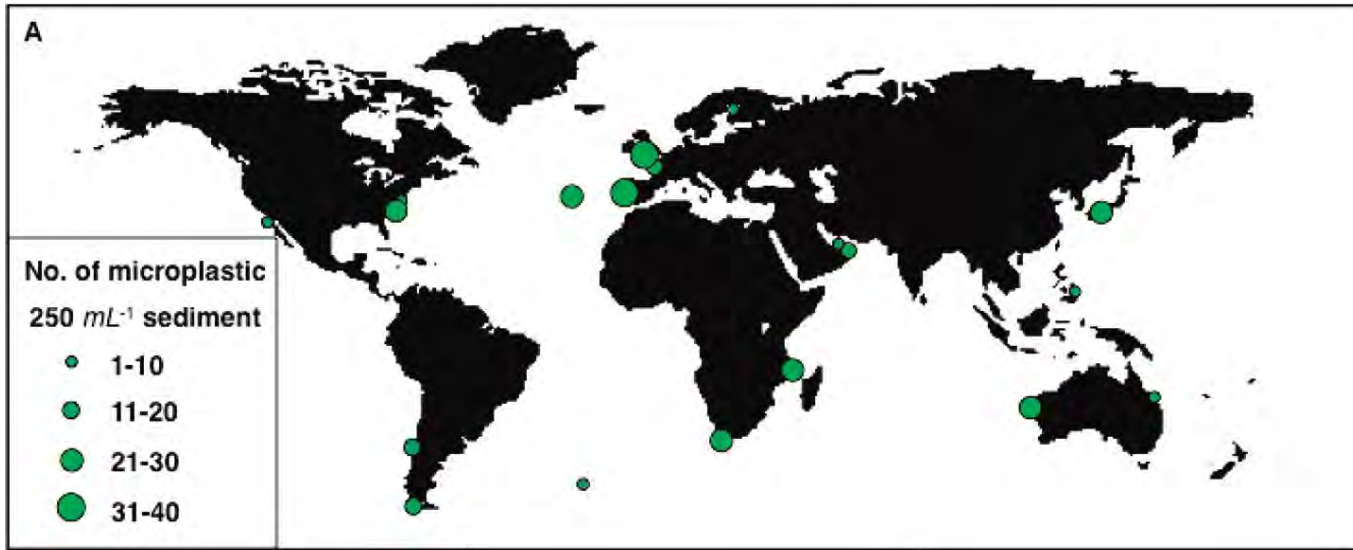 A
No. of microplastic
250 mL⁻¹ sediment
1-10
11-20
21-30
31-40